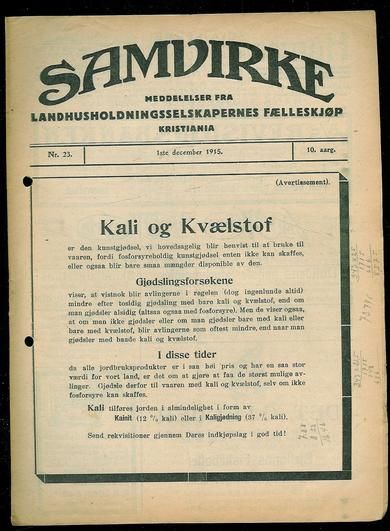 SAMVIRKE
MEDDELELSER FRA
LANDHUSHOLDNINGSSELSKAPERNES FÆLLESKJØP
KRISTIANIA
Nr. 23. 1ste december 1915. 10. aarg.
(Avertissement).
Kali og Kvælstof
er den kunstgjødsel, vi hovedsagelig blir henvist til at bruke til
vaaren, fordi fosforsyreholdig kunstgjødsel enten ikke kan skaffes,
eller ogsaa blir bare smaa mængder disponible av den.
Gjødslingsforsøkene
viser, at vistnok blir avlingerne i regelen (dog ingenlunde altid)
mindre efter tosidig gjødsling med bare kali og kvælstof, end om
man gjødsler alsidig (altsaa ogsaa med fosforsyre). Men de viser ogsaa,
at om man ikke gjødsler eller om man gjødsler bare med kali eller
bare med kvælstof, blir avlingerne som oftest mindre, end naar man
gjødsler med baade kali og kvælstof.
I disse tider
da alle jordbruksprodukter er i saa høi pris og har en saa stor
værdi for vort land, er det om at gjøre at faa de størst mulige av-
linger. Gjødsle derfor til vaaren med kali og kvælstof, selv om ikke
fosforsyre kan skaffes.
Kali tilføres jorden i almindelighet i form av
Kainit (12 % kali) eller i Kaligjødning (37 % kali).
Send rekvisitioner gjennem Deres indkjøpslag i god tid!